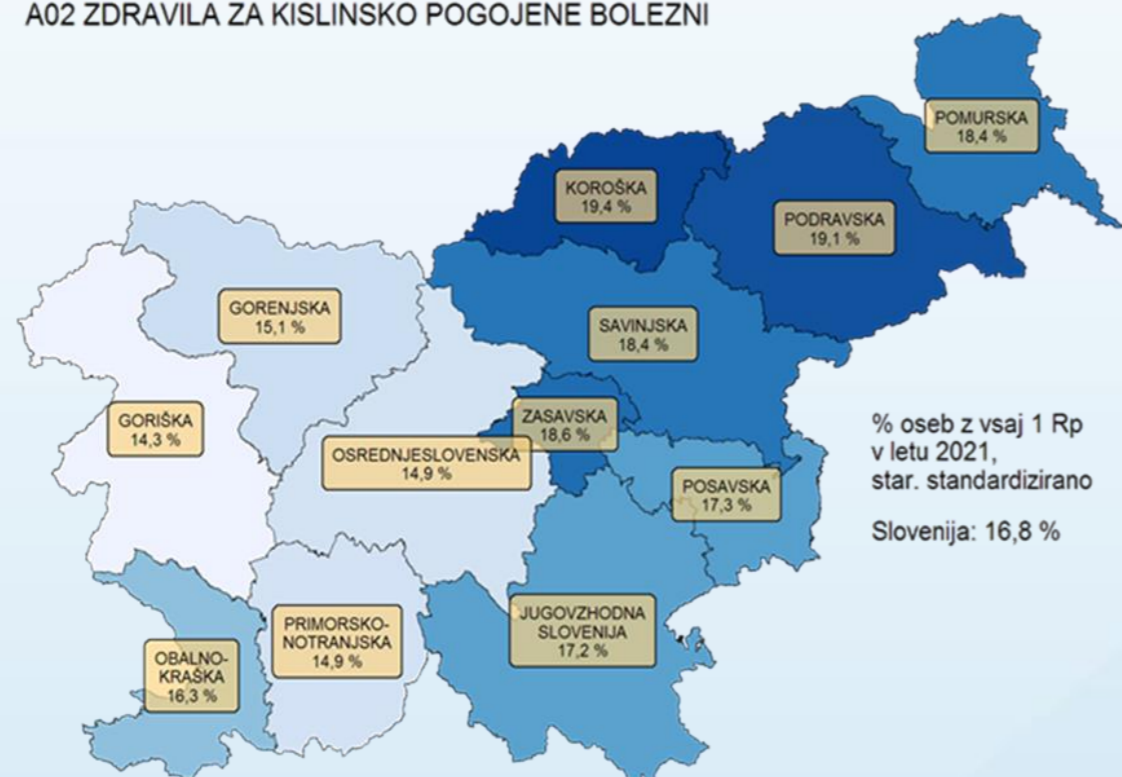 A02 ZDRAVILA ZA KISLINSKO POGOJENE BOLEZNI
POMURSKA
18,4 %
KOROŠKA
19,4 %
PODRAVSKA
19,1 %
GORENJSKA
15,1 %
SAVINJSKA
18,4 %
GORIŠKA
14,3 %
ZASAVSKA
18,6 %
OSREDNJESLOVENSKA
14,9 %
POSAVSKA
17,3 %
% oseb z vsaj 1 Rp
v letu 2021,
star. standardizirano
Slovenija: 16,8 %
JUGOVZHODNA
SLOVENIJA
17,2 %
PRIMORSKO-
NOTRANJSKA
14,9 %
OBALNO-
KRAŠKA
16,3 %